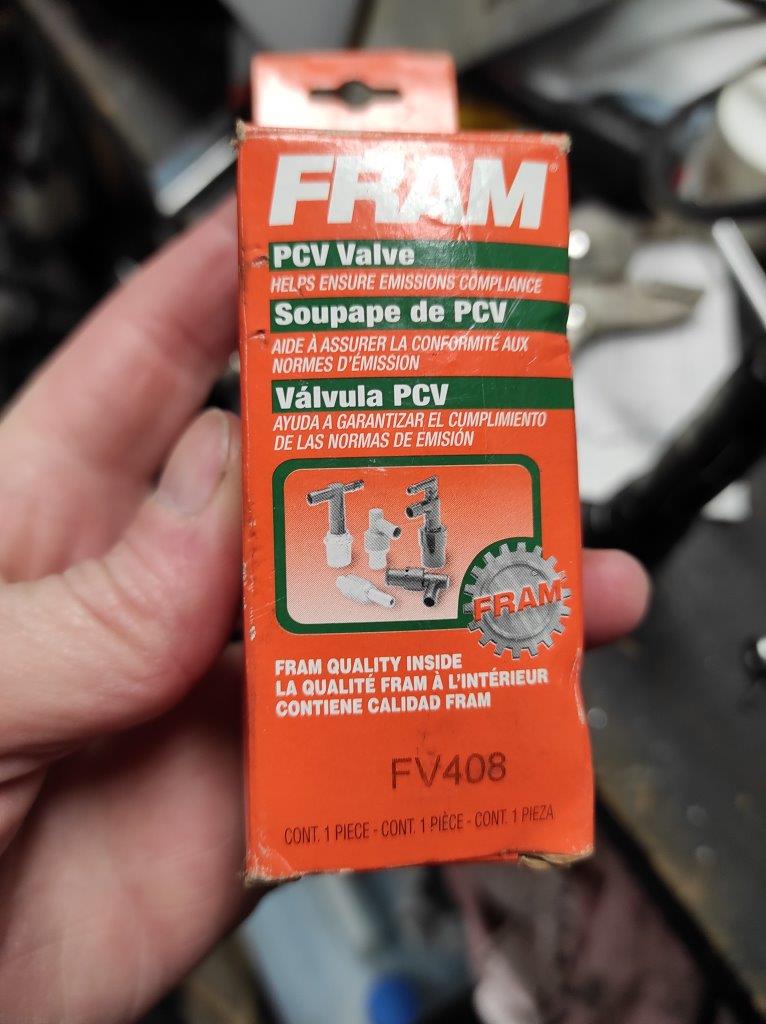 FRAM
PCV Valve
HELPS ENSURE EMISSIONS COMPLIANCE
Soupape de PCV
AIDE À ASSURER LA CONFORMITÉ AUX
NORMES D'ÉMISSION
Válvula PCV
AYUDA A GARANTIZAR EL CUMPLIMIENTO
DE LAS NORMAS DE EMISIÓN
FRAM
FRAM QUALITY INSIDE
LA QUALITÉ FRAM À L'INTÉRIEUR
CONTIENE CALIDAD FRAM
FV408
CONT. 1 PIECE - CONT. 1 PIÈCE - CONT. 1 PIEZA